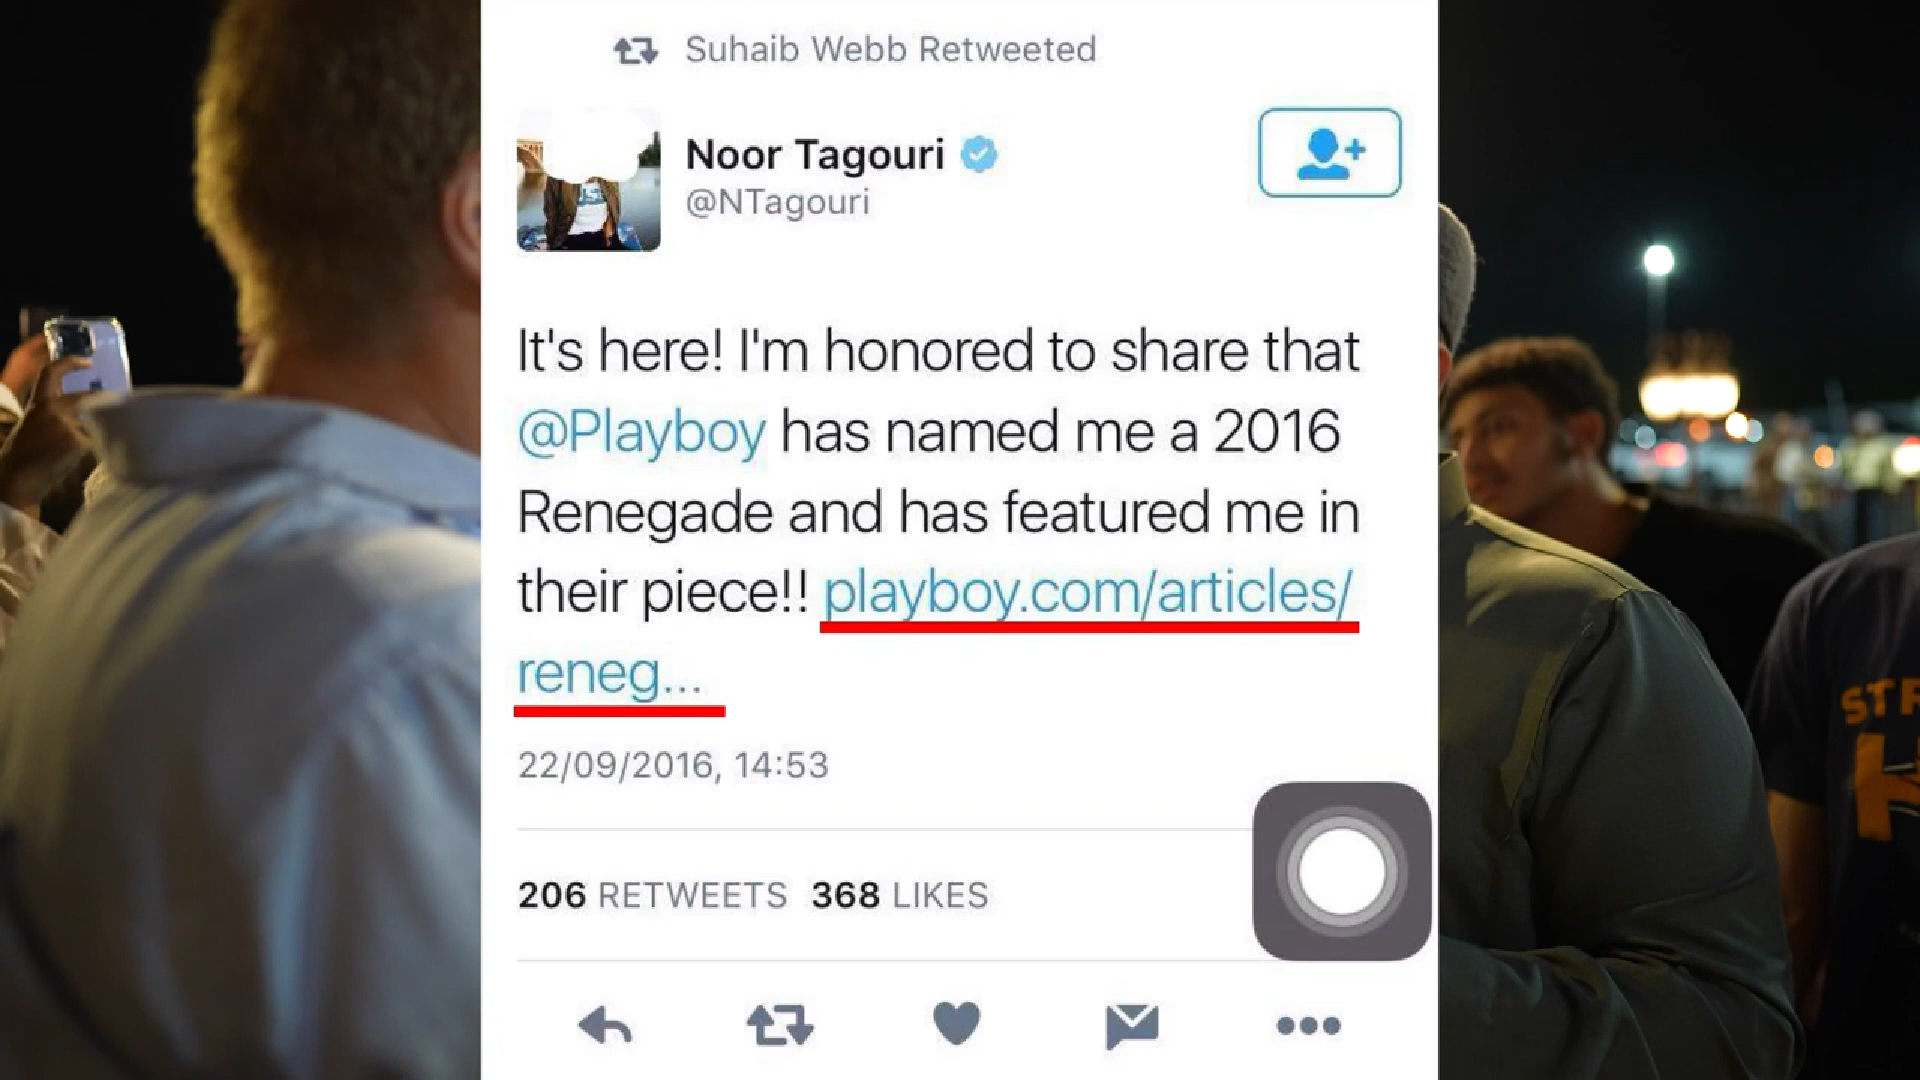 Suhaib Webb Retweeted
Noor Tagouri
@NTagouri
It's here! I'm honored to share that
@Playboy has named me a 2016
Renegade and has featured me in
their piece!! playboy.com/articles/
reneg...
22/09/2016, 14:53
206 RETWEETS 368 LIKES